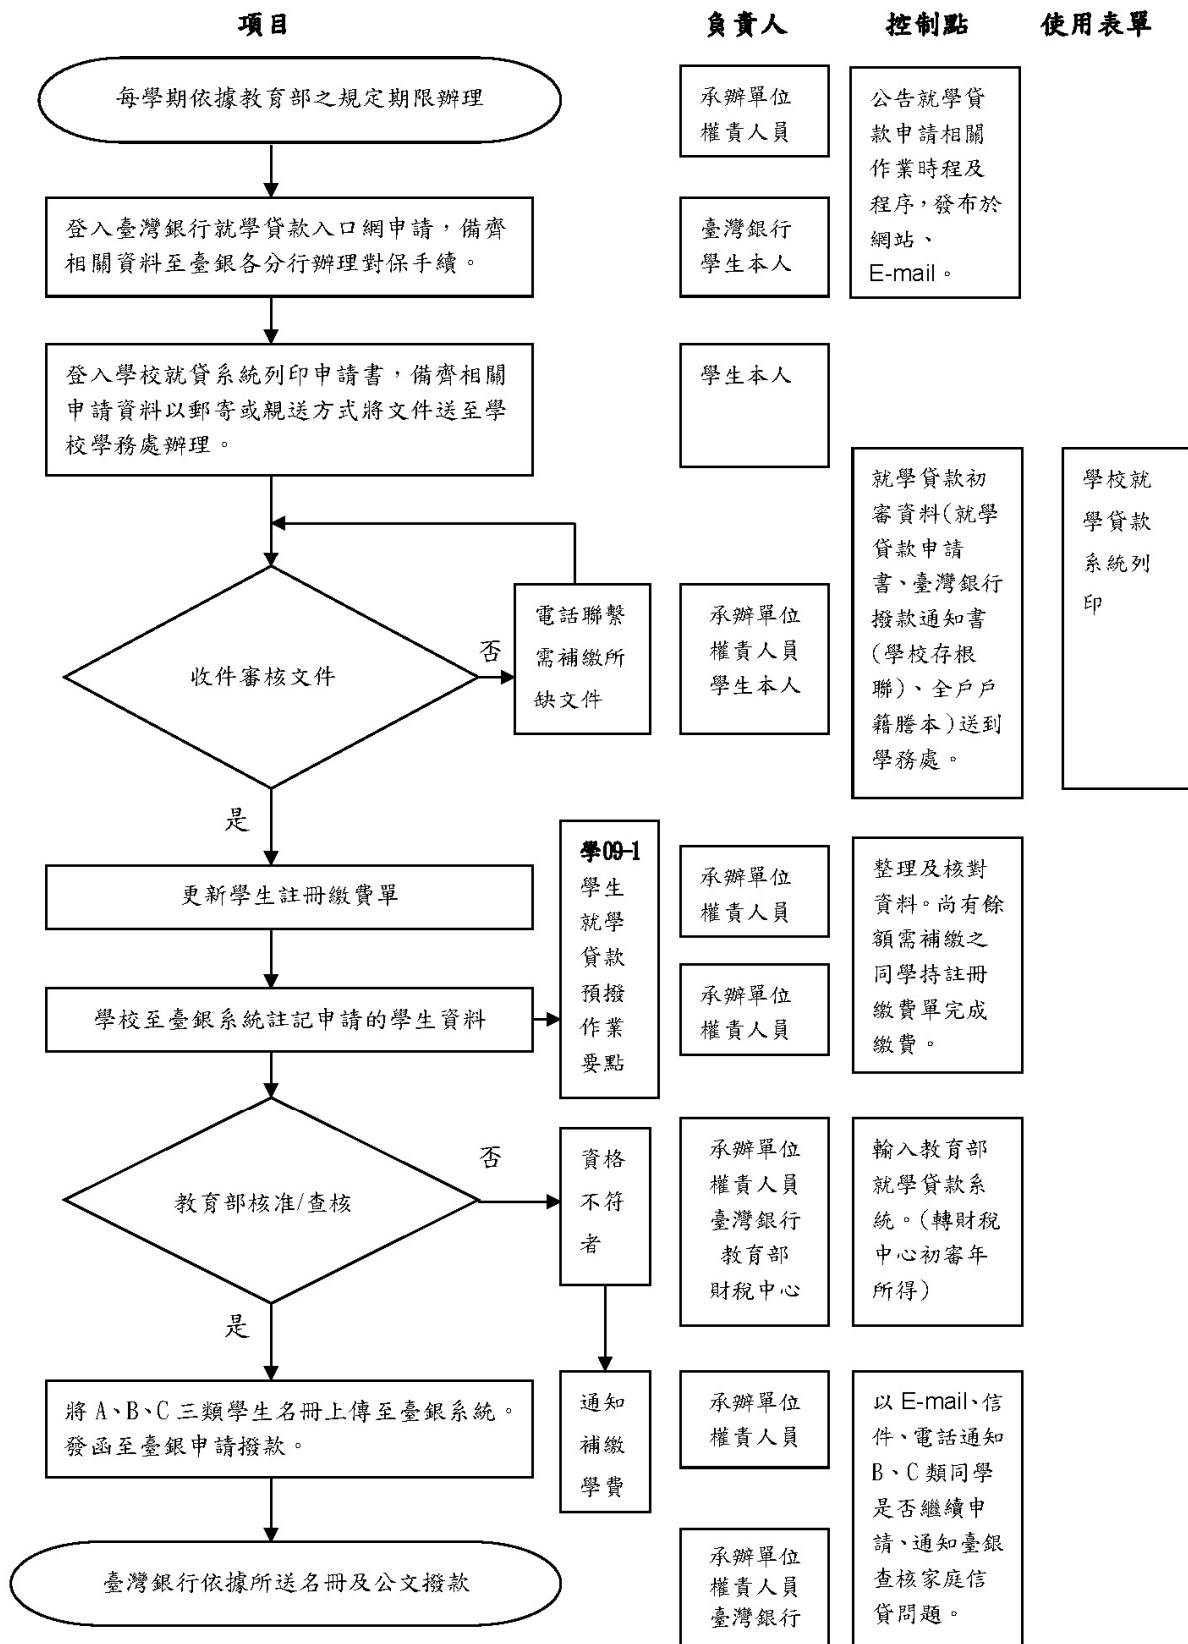 項目
負責人
控制點
使用表單
每學期依據教育部之規定期限辦理
承辦單位
權責人員
公告就學貸
款申請相關
作業時程及
程序，發布於
網站、
E-mail。
登入臺灣銀行就學貸款入口網申請，備齊
相關資料至臺銀各分行辦理對保手續。
臺灣銀行
學生本人
登入學校就貸系統列印申請書，備齊相關
申請資料以郵寄或親送方式將文件送至學
校學務處辦理。
學生本人
就學貸款初
審資料(就學
貸款申請
書、臺灣銀行
撥款通知書
(學校存根
聯)、全戶戶
籍謄本)送到
學務處。
學校就
學貸款
系統列
印
收件審核文件
否
電話聯繫
需補繳所
缺文件
承辦單位
權責人員
學生本人
是
更新學生註冊繳費單
學09-1
學生
就學
貸款
預撥
作業
要點
承辦單位
權責人員
整理及核對
資料。尚有餘
額需補繳之
同學持註冊
繳費單完成
繳費。
學校至臺銀系統註記申請的學生資料
承辦單位
權責人員
教育部核准/查核
否
資格
不符
者
承辦單位
權責人員
臺灣銀行
教育部
財稅中心
輸入教育部
就學貸款系
統。(轉財稅
中心初審年
所得)
是
將 A、B、C 三類學生名冊上傳至臺銀系統。
發函至臺銀申請撥款。
通知
補繳
學費
承辦單位
權責人員
以 E-mail、信
件、電話通知
B、C 類同學
是否繼續申
請、通知臺銀
查核家庭信
貸問題。
臺灣銀行依據所送名冊及公文撥款
承辦單位
權責人員
臺灣銀行